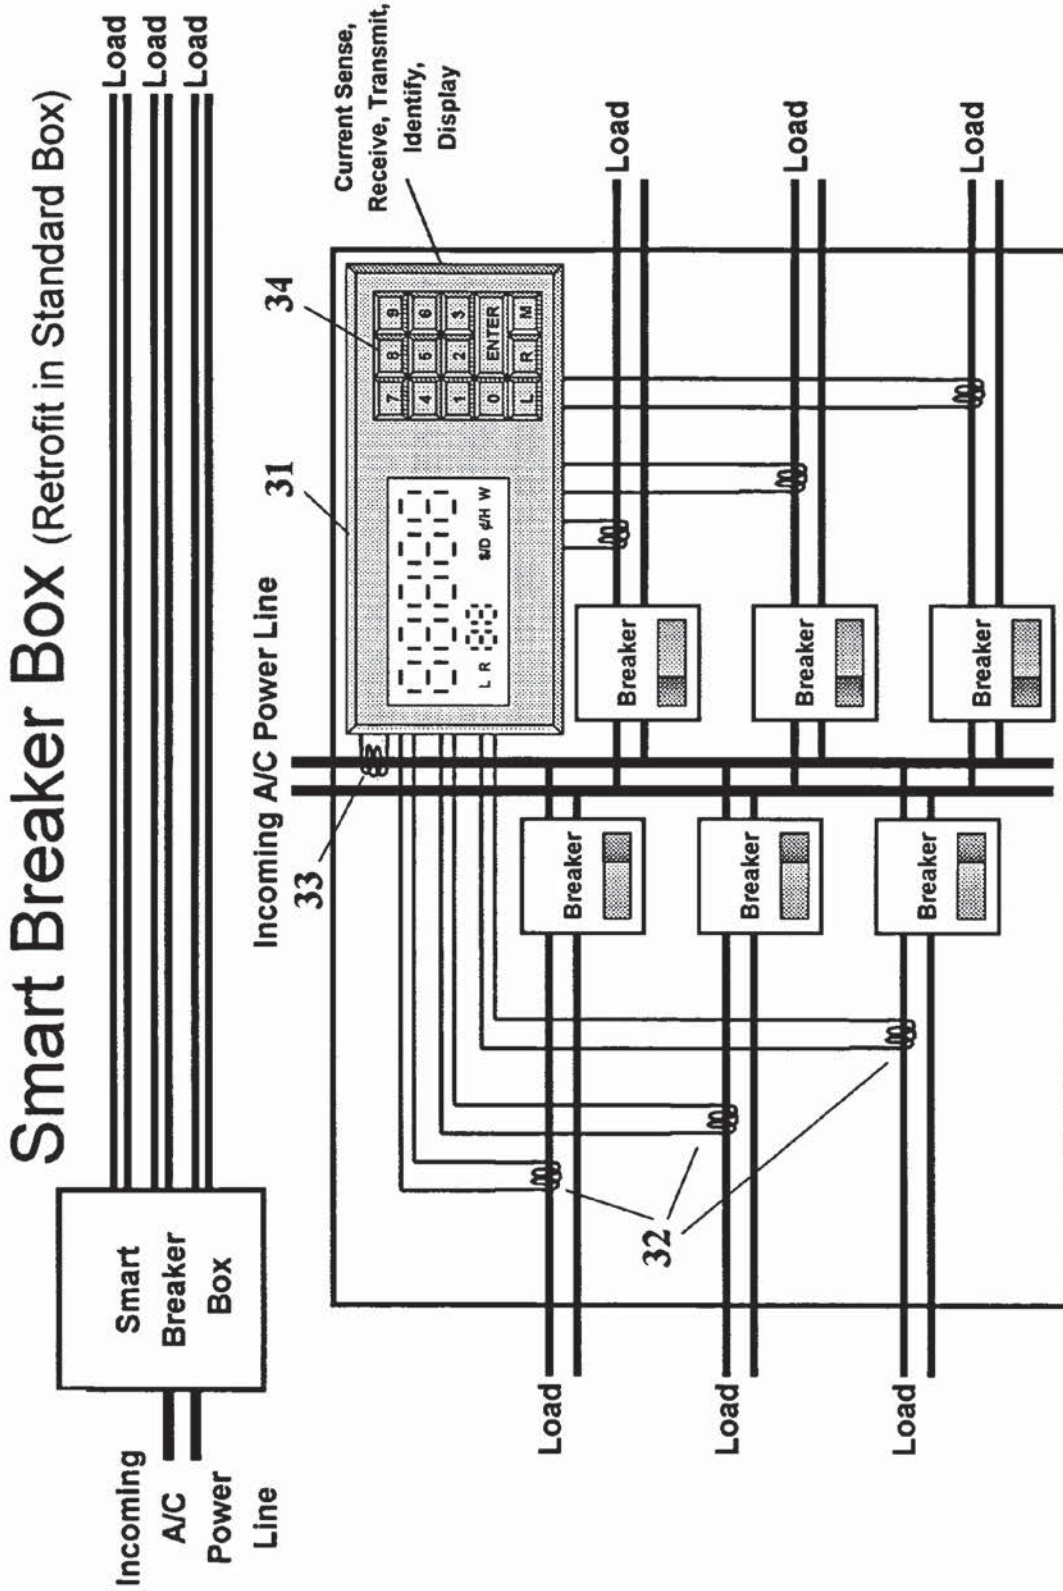 Smart Breaker Box (Retrofit in Standard Box)
Incoming
A/C
Power
Line
Smart
Breaker
Box
Load
Load
Load
Incoming A/C Power Line
33
31
34
Current Sense,
Receive, Transmit,
Identify,
Display
L R
$/D ¢/H W
7 8 9
4 5 6
1 2 3
0 ENTER
L R M
Load
Breaker
Breaker
Load
Load
Breaker
Breaker
Load
Load
Breaker
Breaker
Load
32